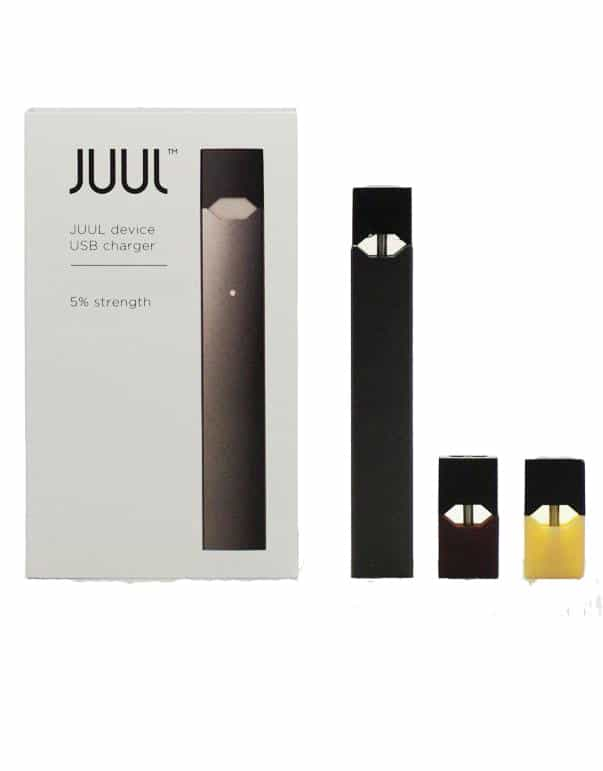 JUUL™
JUUL device
USB charger
5% strength